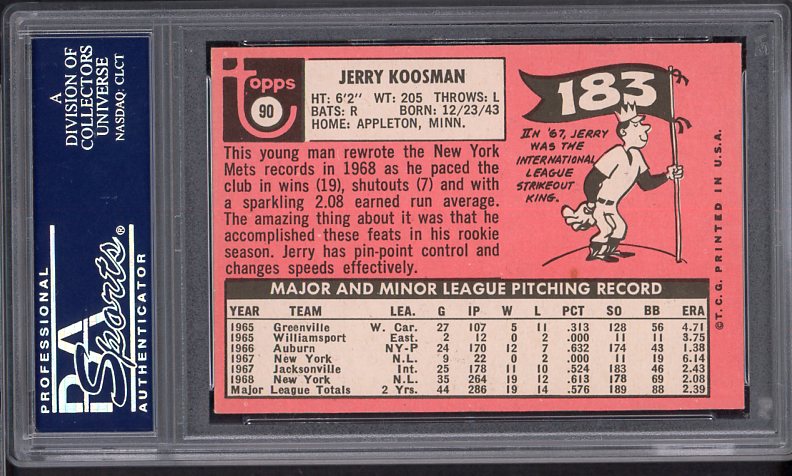 A
DIVISION OF
COLLECTORS
UNIVERSE
NASDAQ: CLCT
PROFESSIONAL
PSA
Sports®
AUTHENTICATOR
topps
90
JERRY KOOSMAN
HT: 6'2" WT: 205 THROWS: L
BATS: R BORN: 12/23/43
HOME: APPLETON, MINN.
This young man rewrote the New York
Mets records in 1968 as he paced the
club in wins (19), shutouts (7) and with
a sparkling 2.08 earned run average.
The amazing thing about it was that he
accomplished these feats in his rookie
season. Jerry has pin-point control and
changes speeds effectively.
183
IN '67, JERRY
WAS THE
INTERNATIONAL
LEAGUE
STRIKEOUT
KING.
© T.C.G. PRINTED IN U.S.A.
MAJOR AND MINOR LEAGUE PITCHING RECORD
YEAR TEAM LEA. G IP W L PCT SO BB ERA
1965 Greenville W. Car. 27 107 5 11 .313 128 56 4.71
1965 Williamsport East. 2 12 0 2 .000 11 11 3.75
1966 Auburn NY-P 24 170 12 7 .632 174 43 1.38
1967 New York N.L. 9 22 0 2 .000 11 19 6.14
1967 Jacksonville Int. 25 178 11 10 .524 183 46 2.43
1968 New York N.L. 35 264 19 12 .613 178 69 2.08
Major League Totals 2 Yrs. 44 286 19 14 .576 189 88 2.39